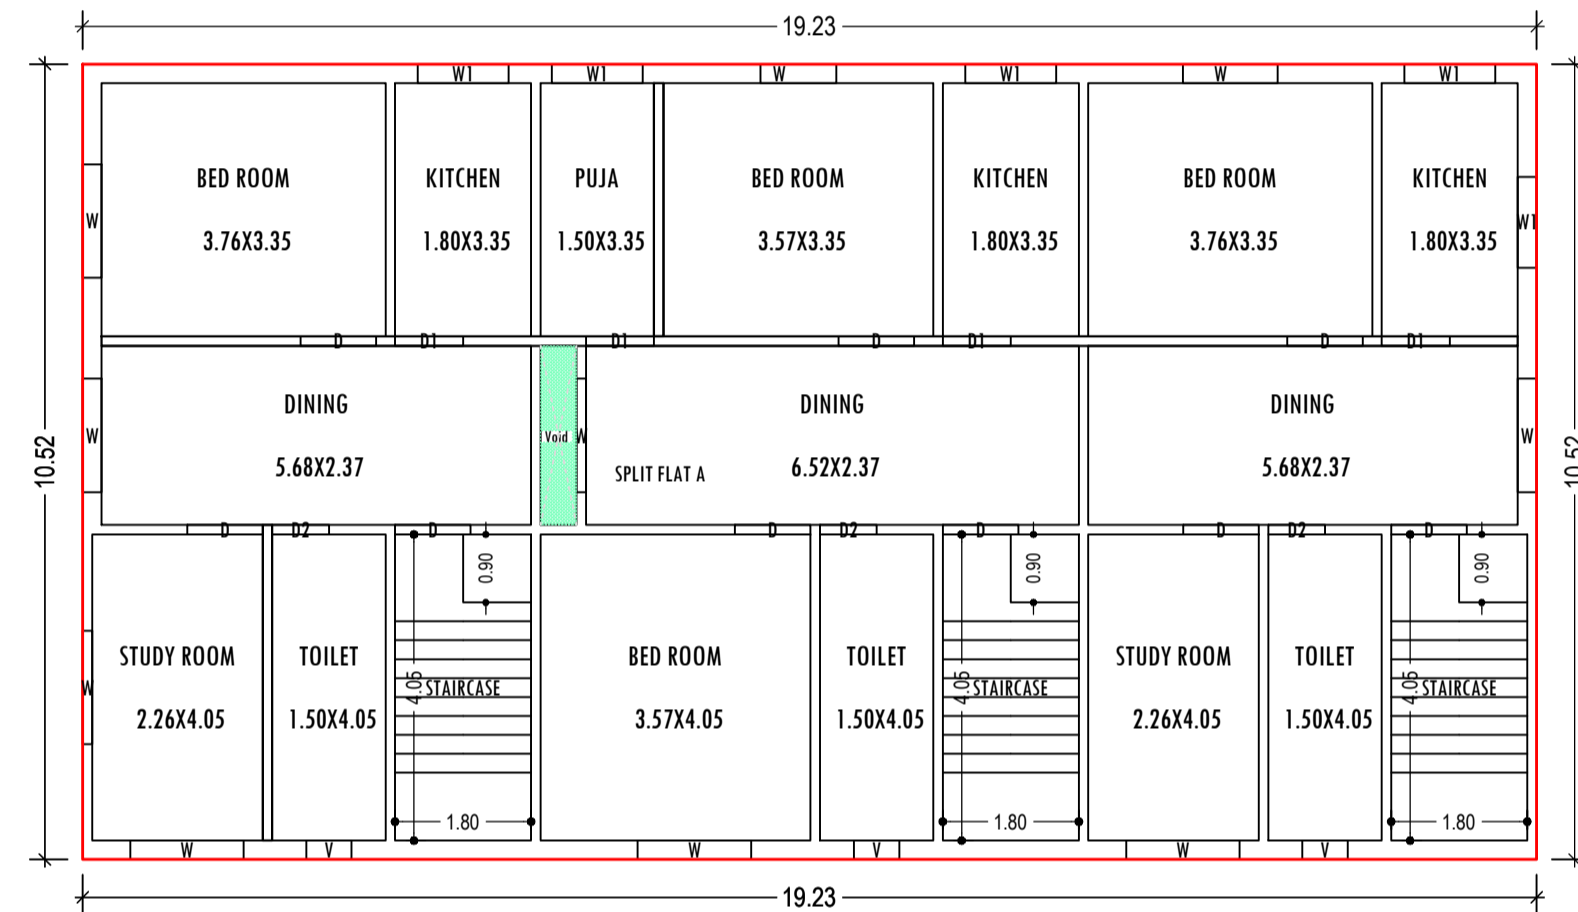 19.23
W1 W1 W W1 W W1
BED ROOM KITCHEN PUJA BED ROOM KITCHEN BED ROOM KITCHEN
W W1
3.76X3.35 1.80X3.35 1.50X3.35 3.57X3.35 1.80X3.35 3.76X3.35 1.80X3.35
D D1 D1 D D1 D D1
DINING DINING DINING
10.52 W Void W W 10.52
5.68X2.37 SPLIT FLAT A 6.52X2.37 5.68X2.37
D D2 D D D2 D D D2 D
0.90 0.90 0.90
STUDY ROOM TOILET BED ROOM TOILET STUDY ROOM TOILET
W 4.05 STAIRCASE 4.05 STAIRCASE 4.05 STAIRCASE
2.26X4.05 1.50X4.05 3.57X4.05 1.50X4.05 2.26X4.05 1.50X4.05
1.80 1.80 1.80
W V W V W V
19.23